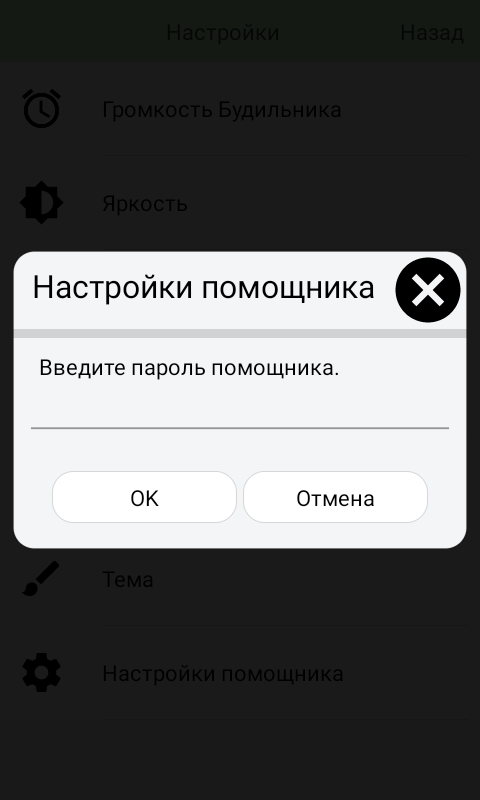 Настройки
Назад
Громкость Будильника
Яркость
Настройки помощника
Введите пароль помощника.
OK
Отмена
Тема
Настройки помощника